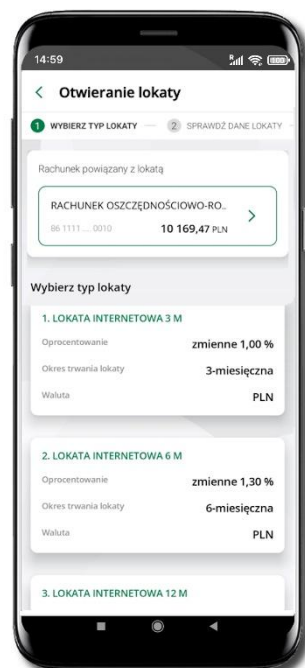 14:59
Otwieranie lokaty
1 WYBIERZ TYP LOKATY 2 SPRAWDŹ DANE LOKATY
Rachunek powiązany z lokatą
RACHUNEK OSZCZĘDNOŚCIOWO-RO..
66 1111 ... 0010 10 169,47 PLN
Wybierz typ lokaty
1. LOKATA INTERNETOWA 3 M
Oprocentowanie zmienne 1,00 %
Okres trwania lokaty 3-miesięczna
Waluta PLN
2. LOKATA INTERNETOWA 6 M
Oprocentowanie zmienne 1,30 %
Okres trwania lokaty 6-miesięczna
Waluta PLN
3. LOKATA INTERNETOWA 12 M